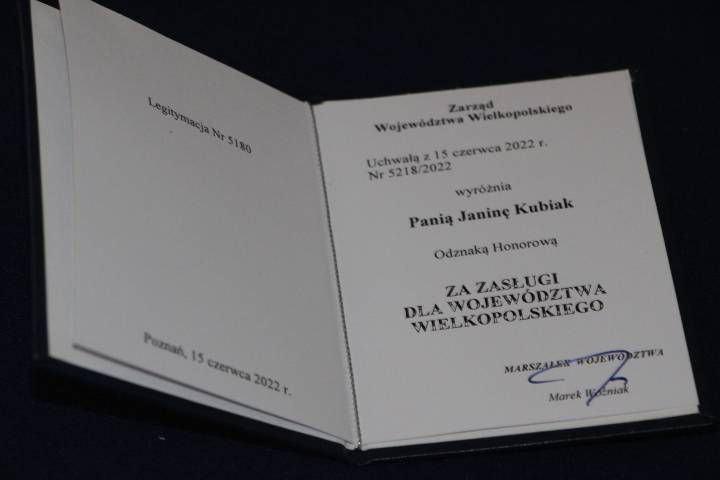 Legitymacja Nr 5180
Poznań, 15 czerwca 2022 r.
Zarząd
Województwa Wielkopolskiego
Uchwałą z 15 czerwca 2022 r.
Nr 5218/2022
wyróżnia
Panią Janinę Kubiak
Odznaką Honorową
ZA ZASŁUGI
DLA WOJEWÓDZTWA
WIELKOPOLSKIEGO
MARSZAŁEK WOJEWÓDZTWA
Marek Woźniak